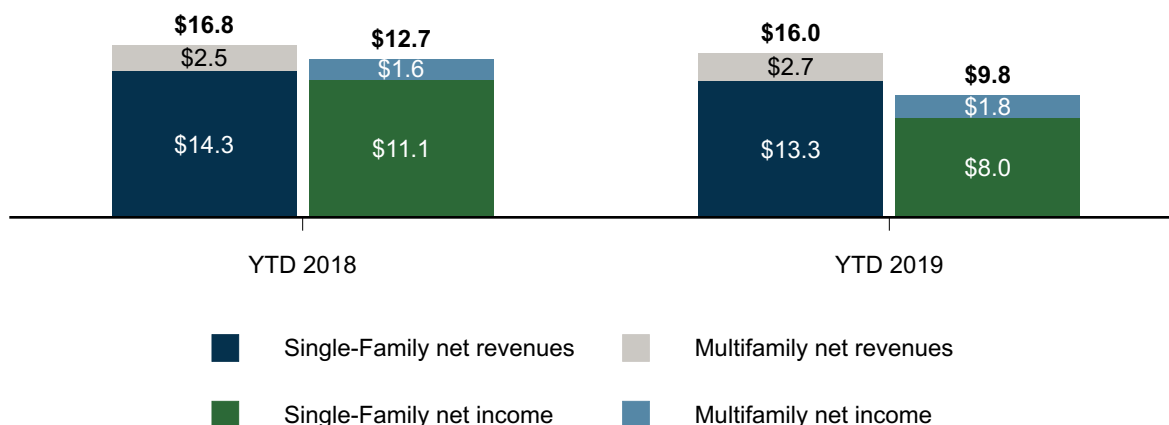 $16.8
$12.7
$16.0
$9.8
$2.5
$1.6
$2.7
$1.8
$14.3
$11.1
$13.3
$8.0
YTD 2018
YTD 2019
Single-Family net revenues
Multifamily net revenues
Single-Family net income
Multifamily net income